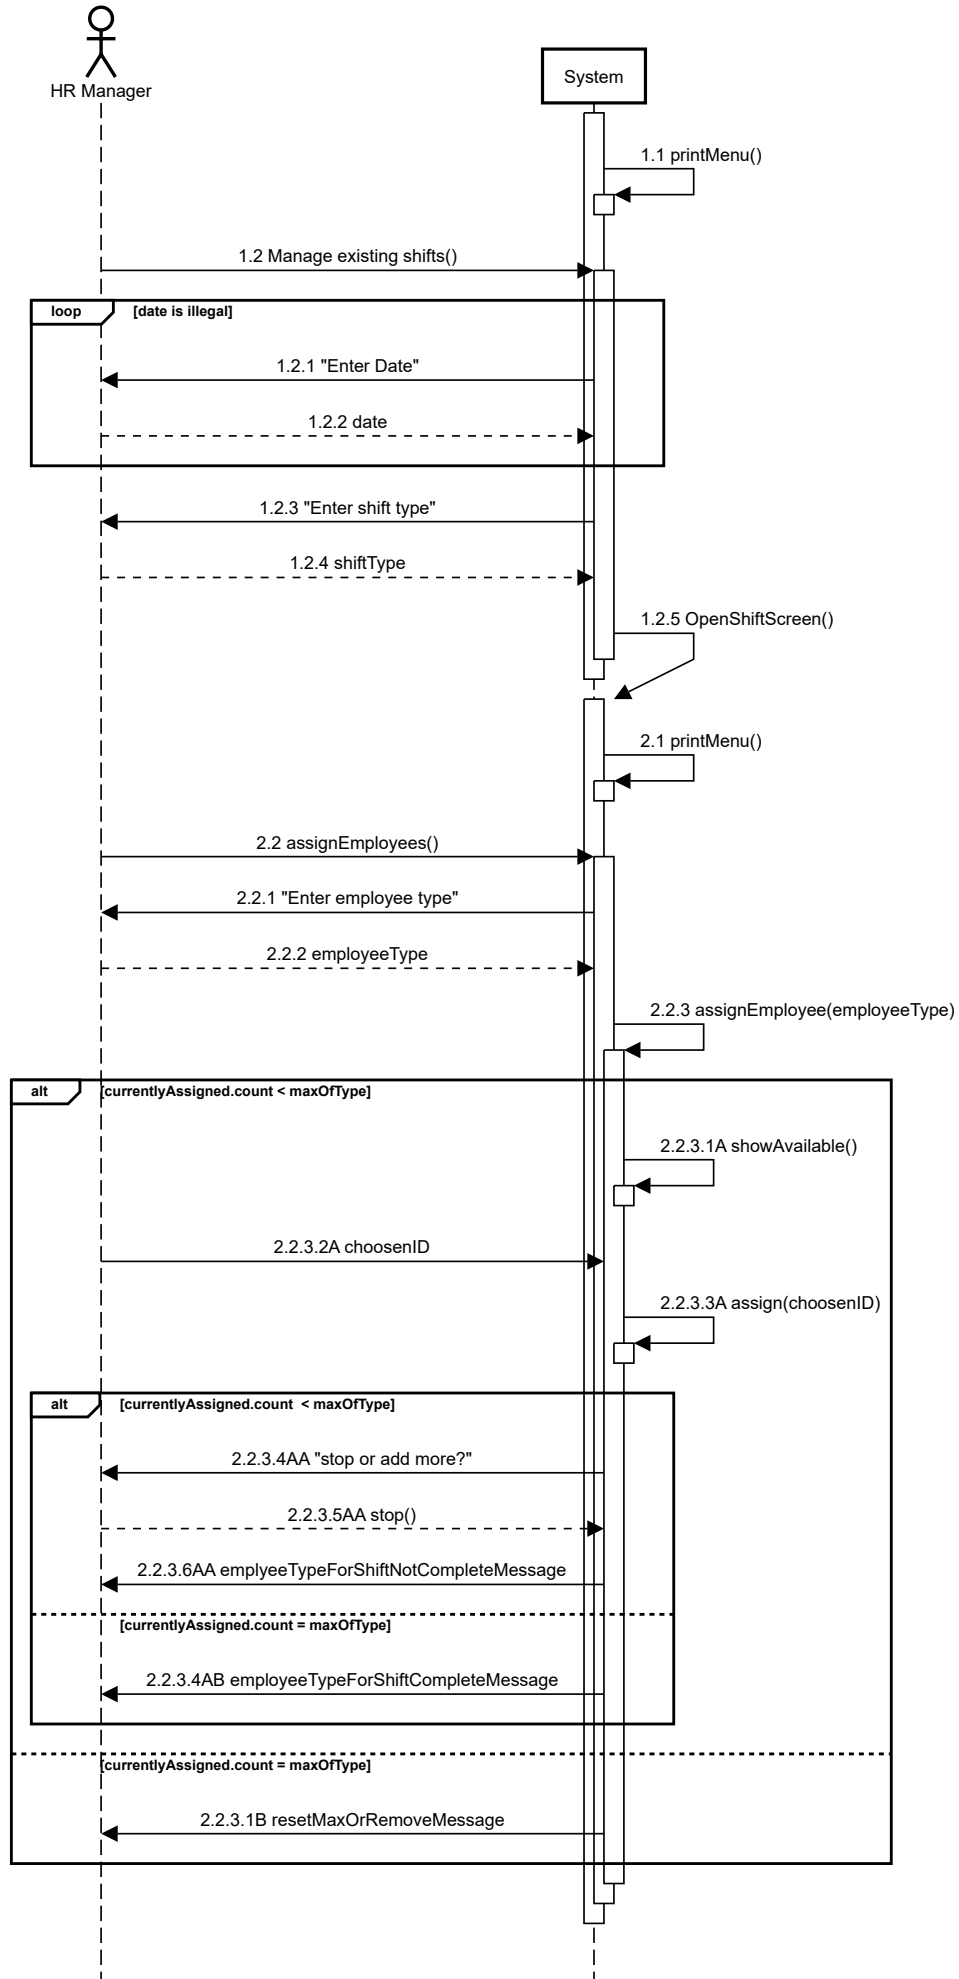 HR Manager
System
1.1 printMenu()
1.2 Manage existing shifts()
loop
[date is illegal]
1.2.1 "Enter Date"
1.2.2 date
1.2.3 "Enter shift type"
1.2.4 shiftType
1.2.5 OpenShiftScreen()
2.1 printMenu()
2.2 assignEmployees()
2.2.1 "Enter employee type"
2.2.2 employeeType
2.2.3 assignEmployee(employeeType)
alt
[currentlyAssigned.count < maxOfType]
2.2.3.1A showAvailable()
2.2.3.2A choosenID
2.2.3.3A assign(choosenID)
alt
[currentlyAssigned.count  < maxOfType]
2.2.3.4AA "stop or add more?"
2.2.3.5AA stop()
2.2.3.6AA emplyeeTypeForShiftNotCompleteMessage
[currentlyAssigned.count = maxOfType]
2.2.3.4AB employeeTypeForShiftCompleteMessage
[currentlyAssigned.count = maxOfType]
2.2.3.1B resetMaxOrRemoveMessage